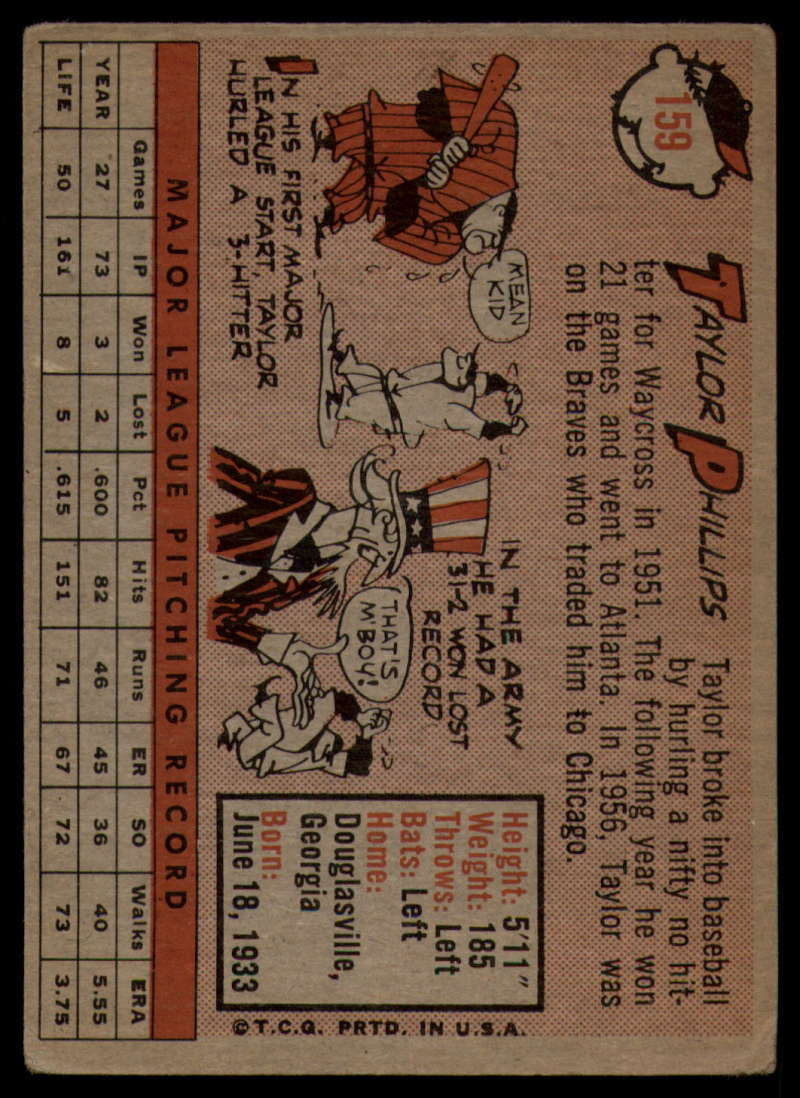 159
TAYLOR PHILLIPS Taylor broke into baseball
by hurling a nifty no hit-
ter for Waycross in 1951. The following year he won
21 games and went to Atlanta. In 1956, Taylor was
on the Braves who traded him to Chicago.
MEAN
KID
IN HIS FIRST MAJOR
LEAGUE START, TAYLOR
HURLED A 3-HITTER
IN THE ARMY
HE HAD A
31-2 WON LOST
RECORD
THAT'S
M'BOY!
Height: 5'11"
Weight: 185
Throws: Left
Bats: Left
Home:
Douglasville,
Georgia
Born:
June 18, 1933
©T.C.G. PRTD. IN U.S.A.
MAJOR LEAGUE PITCHING RECORD
Games IP Won Lost Pct Hits Runs ER SO Walks ERA
YEAR 27 73 3 2 .600 82 46 45 36 40 5.55
LIFE 50 161 8 5 .615 151 71 67 72 73 3.75